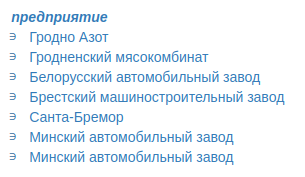 предприятие
э Гродно Азот
э Гродненский мясокомбинат
э Белорусский автомобильный завод
э Брестский машиностроительный завод
э Санта-Бремор
э Минский автомобильный завод
э Минский автомобильный завод